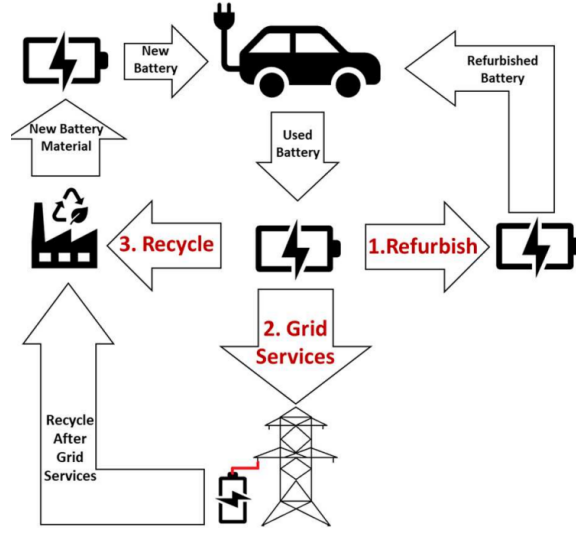 New
Battery
Refurbished
Battery
New Battery
Material
Used
Battery
3. Recycle
1.Refurbish
2. Grid
Services
Recycle
After
Grid
Services